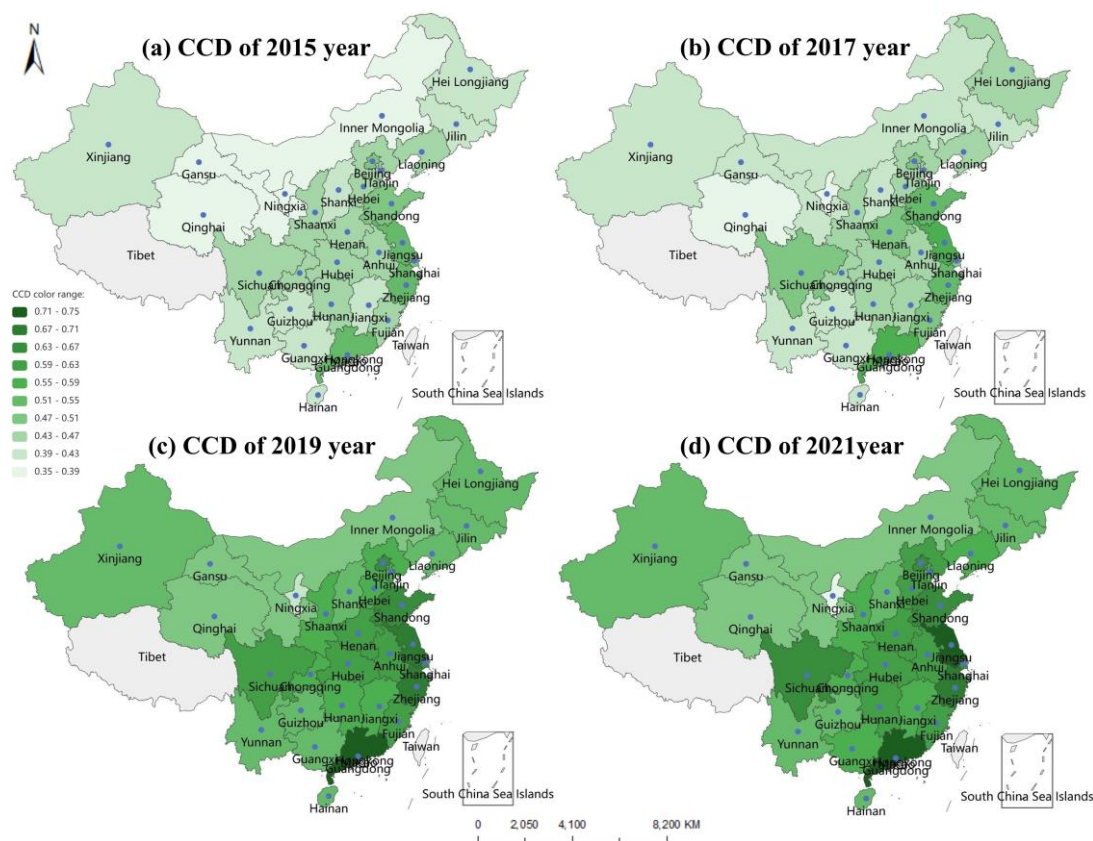 N
(a) CCD of 2015 year
Hei Longjiang
Inner Mongolia
Jilin
Xinjiang
Liaoning
Gansu
Beijing
Tianjin
Ningxia
Shanxi
Hebei
Shandong
Qinghai
Shaanxi
Henan
Jiangsu
Tibet
Anhui
Hubei
Shanghai
Sichuan
Chongqing
Zhejiang
Hunan
Jiangxi
Guizhou
Fujian
Yunnan
Taiwan
Guangxi
Hongkong
Guangdong
South China Sea Islands
Hainan
(b) CCD of 2017 year
Hei Longjiang
Inner Mongolia
Jilin
Xinjiang
Liaoning
Gansu
Beijing
Tianjin
Ningxia
Shanxi
Hebei
Shandong
Qinghai
Shaanxi
Henan
Jiangsu
Tibet
Anhui
Hubei
Shanghai
Sichuan
Chongqing
Zhejiang
Hunan
Jiangxi
Guizhou
Fujian
Yunnan
Taiwan
Guangxi
Hongkong
Guangdong
South China Sea Islands
Hainan
CCD color range:
0.71 - 0.75
0.67 - 0.71
0.63 - 0.67
0.59 - 0.63
0.55 - 0.59
0.51 - 0.55
0.47 - 0.51
0.43 - 0.47
0.39 - 0.43
0.35 - 0.39
(c) CCD of 2019 year
Hei Longjiang
Inner Mongolia
Jilin
Xinjiang
Liaoning
Gansu
Beijing
Tianjin
Ningxia
Shanxi
Hebei
Shandong
Qinghai
Shaanxi
Henan
Jiangsu
Tibet
Anhui
Hubei
Shanghai
Sichuan
Chongqing
Zhejiang
Hunan
Jiangxi
Guizhou
Fujian
Yunnan
Taiwan
Guangxi
Hongkong
Guangdong
South China Sea Islands
Hainan
(d) CCD of 2021year
Hei Longjiang
Inner Mongolia
Jilin
Xinjiang
Liaoning
Gansu
Beijing
Tianjin
Ningxia
Shanxi
Hebei
Shandong
Qinghai
Shaanxi
Henan
Jiangsu
Tibet
Anhui
Hubei
Shanghai
Sichuan
Chongqing
Zhejiang
Hunan
Jiangxi
Guizhou
Fujian
Yunnan
Taiwan
Guangxi
Hongkong
Guangdong
South China Sea Islands
Hainan
0 2,050 4,100 8,200 KM